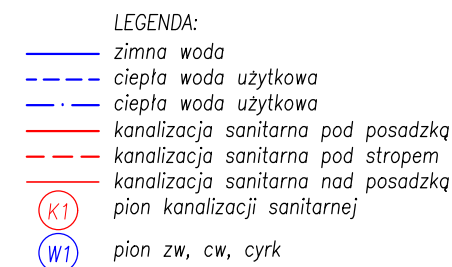 LEGENDA:
zimna woda
ciepła woda użytkowa
ciepła woda użytkowa
kanalizacja sanitarna pod posadzką
kanalizacja sanitarna pod stropem
kanalizacja sanitarna nad posadzką
K1 pion kanalizacji sanitarnej
W1 pion zw, cw, cyrk